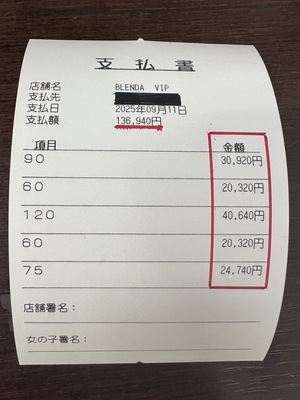 支払書
店舗名 BLENDA VIP
支払先
支払日 2025年09月11日
支払額 136,940円
項目 金額
90 30,920円
60 20,320円
120 40,640円
60 20,320円
75 24,740円
店舗署名：
女の子署名：